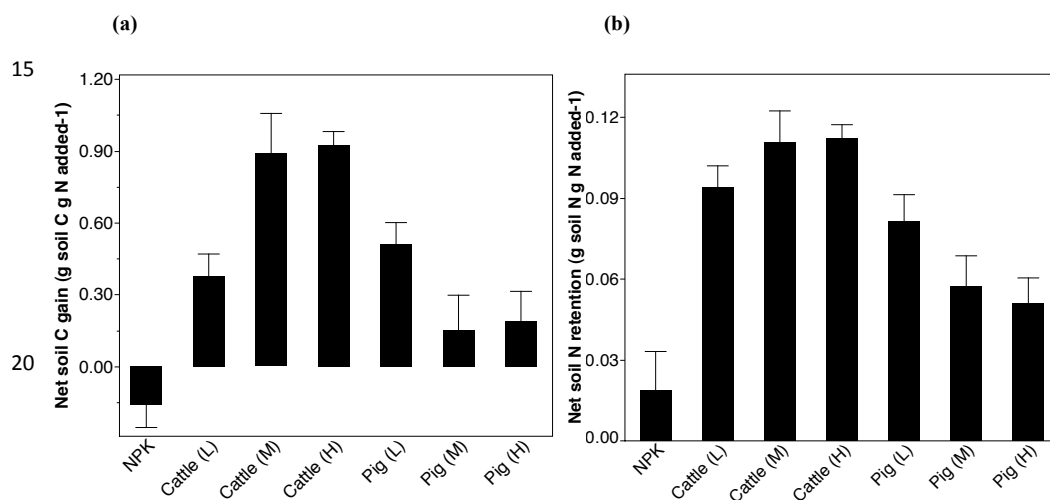 (a)
(b)
15
20
Net soil C gain (g soil C g N added-1)
1.20
0.90
0.60
0.30
0.00
NPK
Cattle (L)
Cattle (M)
Cattle (H)
Pig (L)
Pig (M)
Pig (H)
Net soil N retention (g soil N g N added-1)
0.12
0.09
0.06
0.03
0.00
NPK
Cattle (L)
Cattle (M)
Cattle (H)
Pig (L)
Pig (M)
Pig (H)